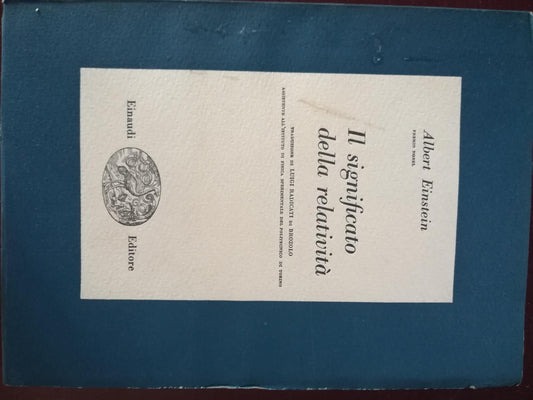 Albert Einstein
PREMIO NOBEL
Il significato
della relatività
TRADUZIONE DI LUIGI RADICATI DI BROZOLO
ASSISTENTE ALL'ISTITUTO DI FISICA SPERIMENTALE DEL POLITECNICO DI TORINO
Einaudi Editore